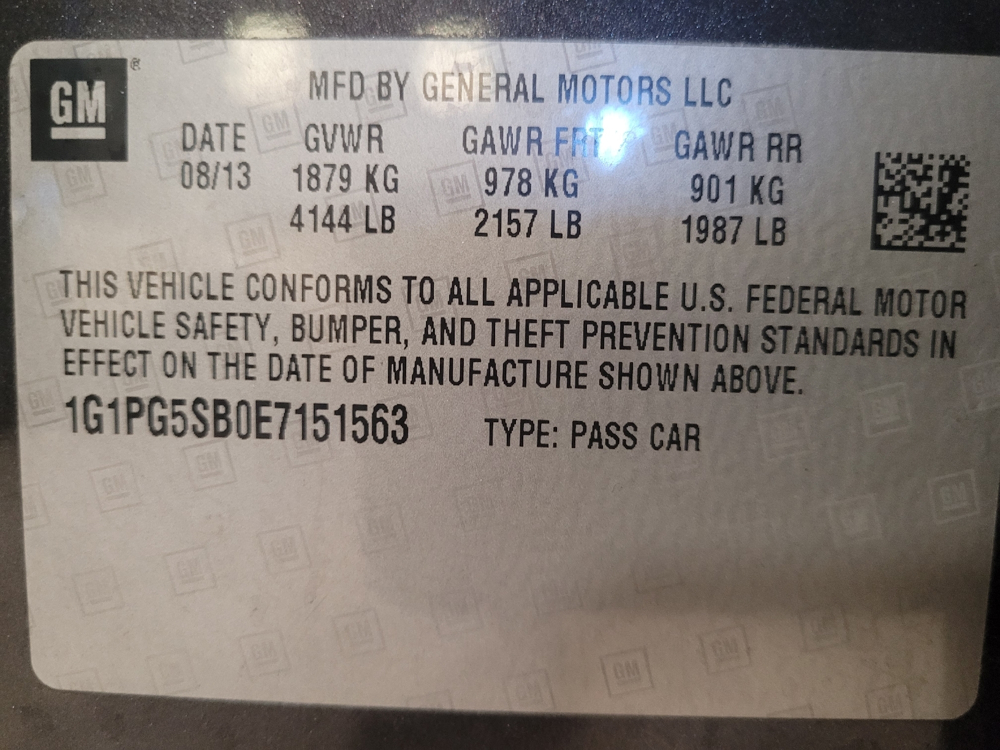 GM
MFD BY GENERAL MOTORS LLC
DATE GVWR GAWR FRT GAWR RR
08/13 1879 KG 978 KG 901 KG
4144 LB 2157 LB 1987 LB
THIS VEHICLE CONFORMS TO ALL APPLICABLE U.S. FEDERAL MOTOR
VEHICLE SAFETY, BUMPER, AND THEFT PREVENTION STANDARDS IN
EFFECT ON THE DATE OF MANUFACTURE SHOWN ABOVE.
1G1PG5SB0E7151563 TYPE: PASS CAR